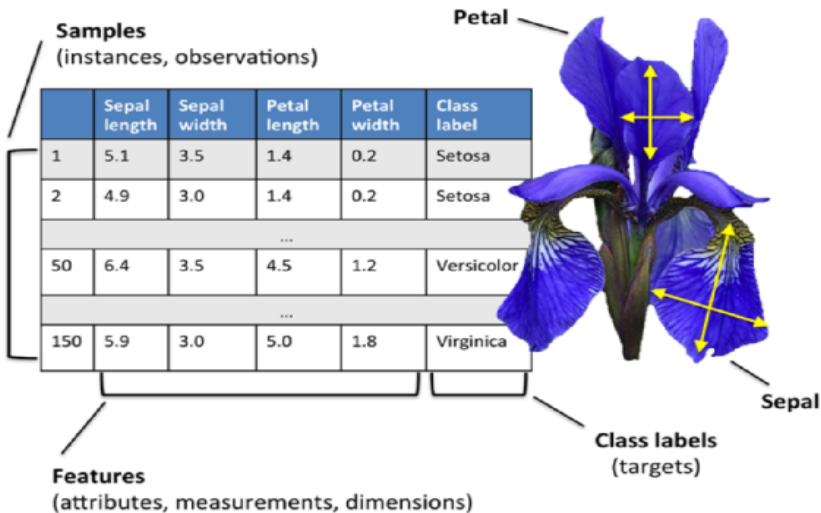 Samples
(instances, observations)
Petal
Sepal length Sepal width Petal length Petal width Class label
1 5.1 3.5 1.4 0.2 Setosa
2 4.9 3.0 1.4 0.2 Setosa
...
50 6.4 3.5 4.5 1.2 Versicolor
...
150 5.9 3.0 5.0 1.8 Virginica
Sepal
Class labels
(targets)
Features
(attributes, measurements, dimensions)